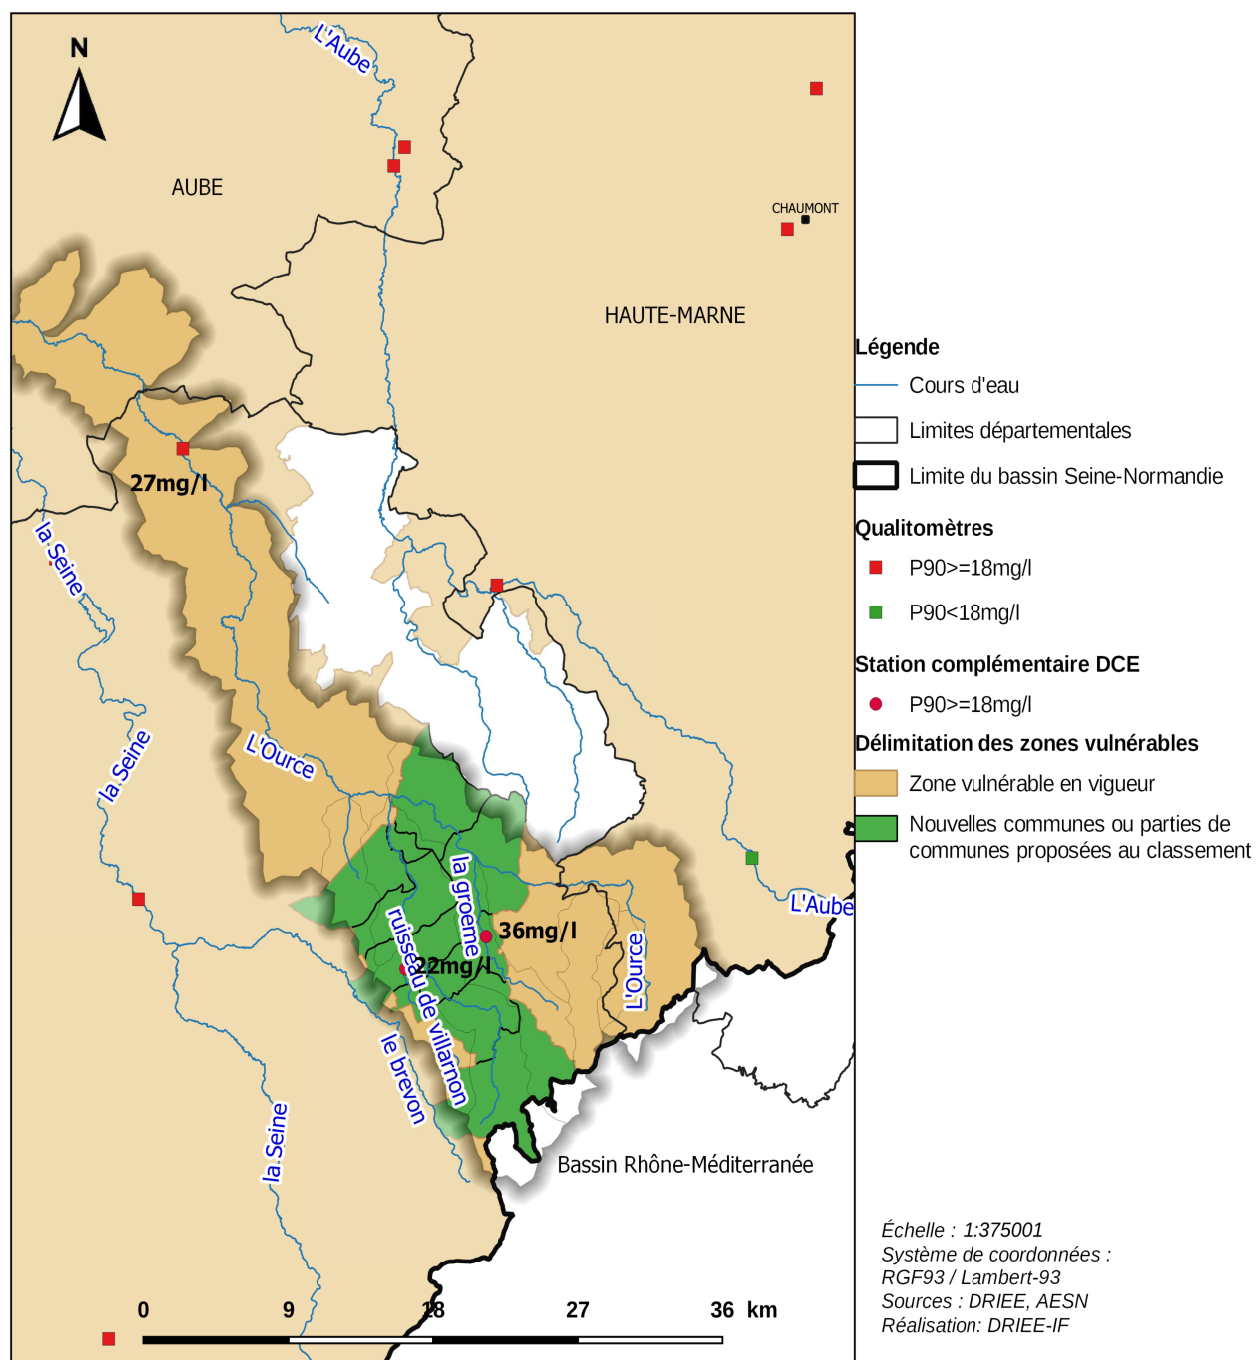 N
L'Aube
AUBE
CHAUMONT
HAUTE-MARNE
27mg/l
la Seine
la Seine
L'Ource
la groeme
36mg/l
22mg/l
ruisseau de villarnon
L'Ource
L'Aube
le brevon
la Seine
Bassin Rhône-Méditerranée
0 9 18 27 36 km
Légende
Cours d'eau
Limites départementales
Limite du bassin Seine-Normandie
Qualitomètres
P90>=18mg/l
P90<18mg/l
Station complémentaire DCE
P90>=18mg/l
Délimitation des zones vulnérables
Zone vulnérable en vigueur
Nouvelles communes ou parties de
communes proposées au classement
Échelle : 1:375001
Système de coordonnées :
RGF93 / Lambert-93
Sources : DRIEE, AESN
Réalisation: DRIEE-IF